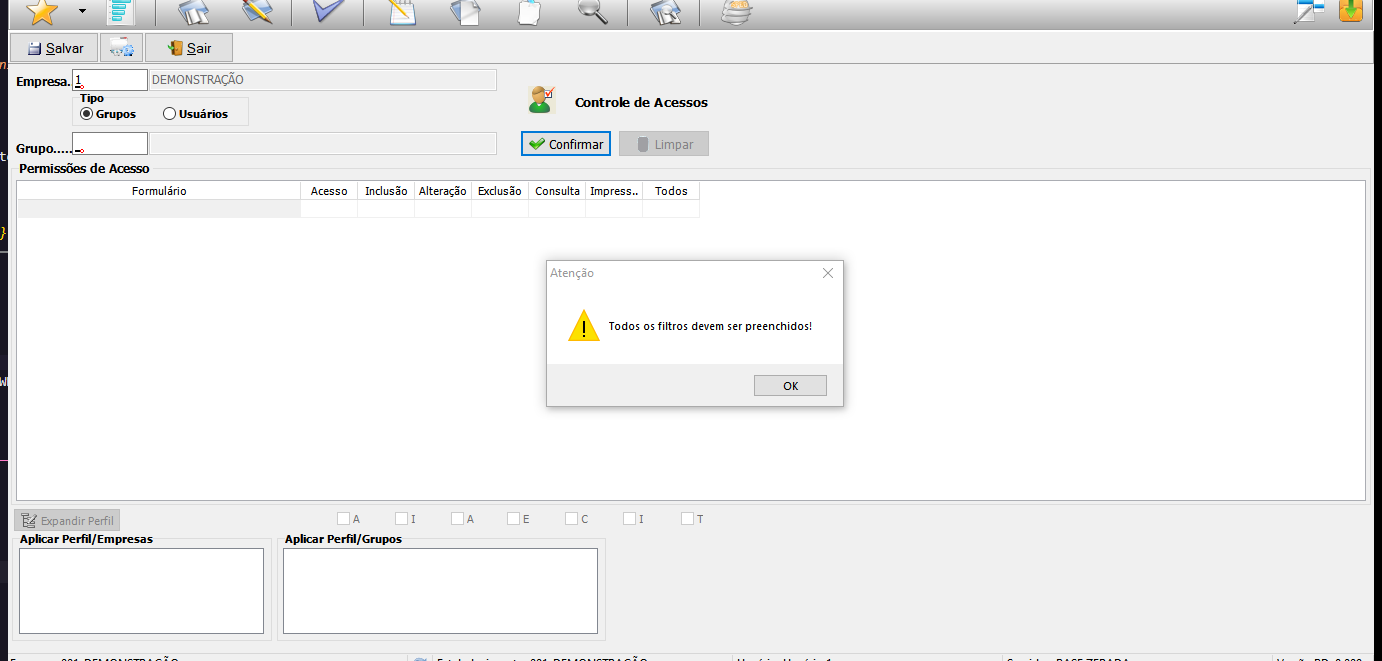 Salvar
Sair
Empresa. 1 DEMONSTRAÇÃO
Tipo
Grupos Usuários
Controle de Acessos
Grupo.....
Confirmar Limpar
Permissões de Acesso
Formulário Acesso Inclusão Alteração Exclusão Consulta Impress.. Todos
Atenção
Todos os filtros devem ser preenchidos!
OK
Expandir Perfil A I A E C I T
Aplicar Perfil/Empresas Aplicar Perfil/Grupos